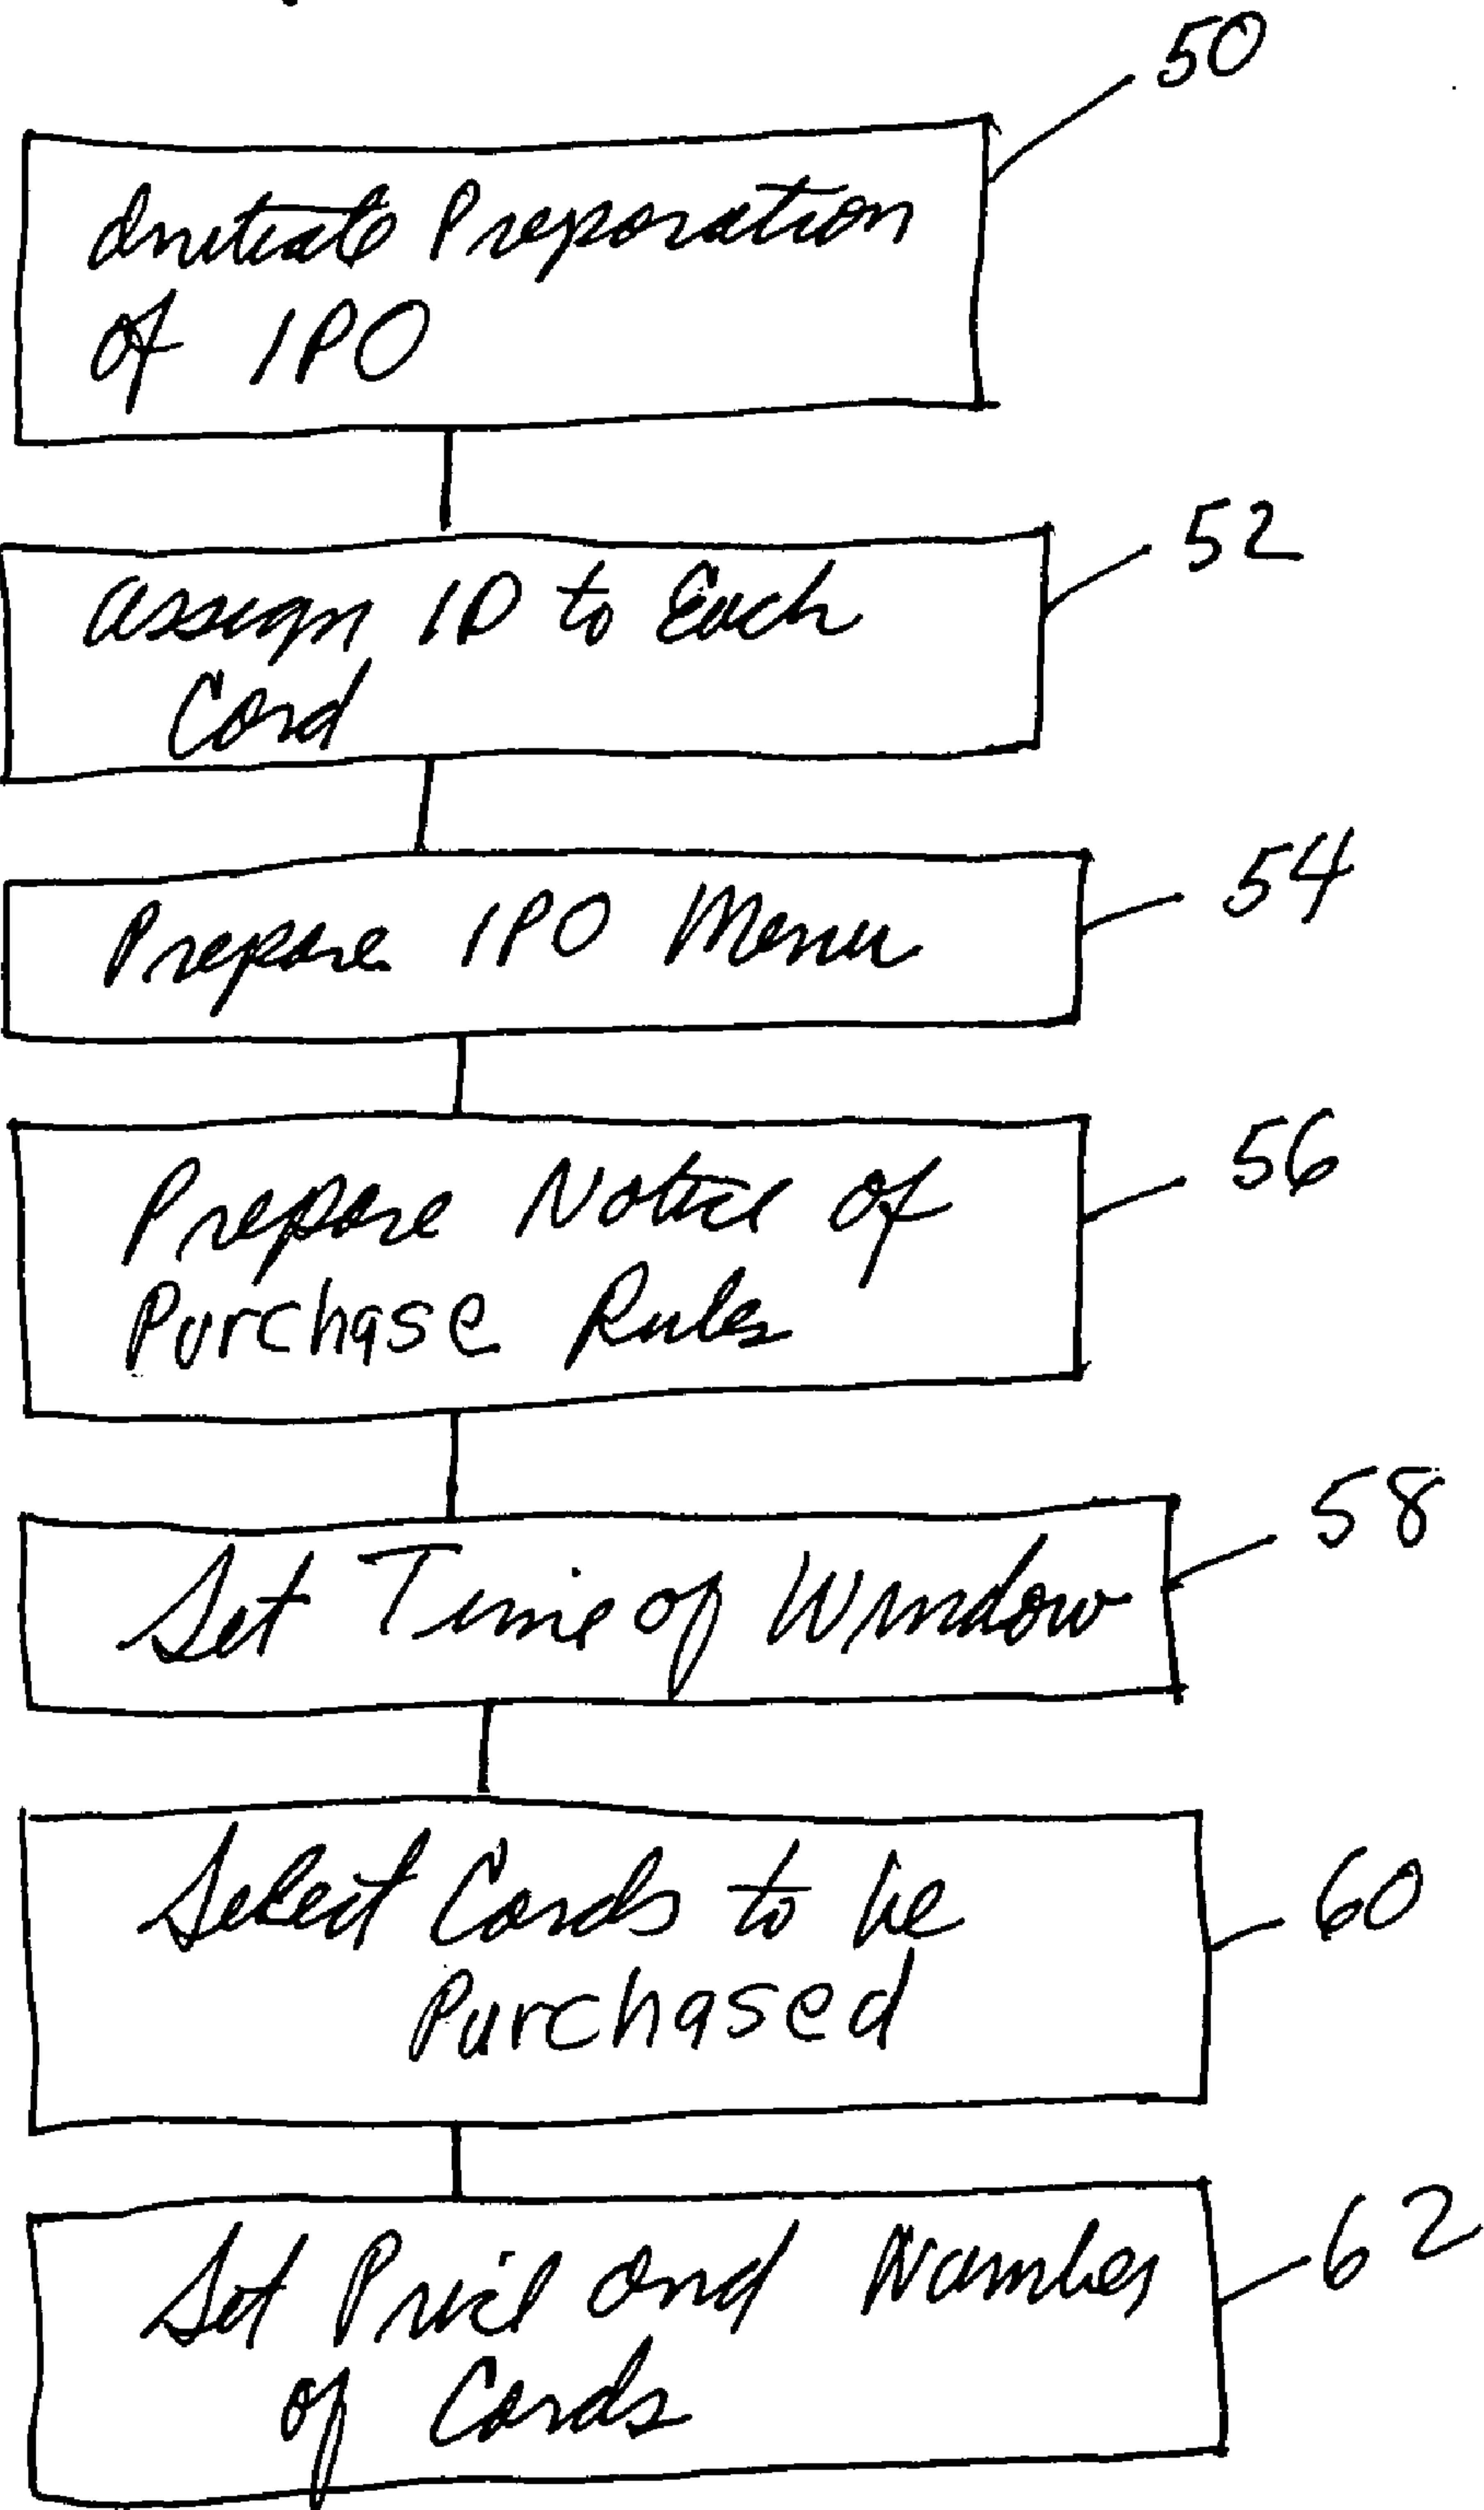 50
Initiate Preparation
of IPO
52
Assign ID to Each
Card
54
Prepare IPO Menu
56
Prepare Notice of
Purchase Rules
58
Set Time of Window
60
Select Cards to be
Purchased
62
Set Price and Number
of Cards